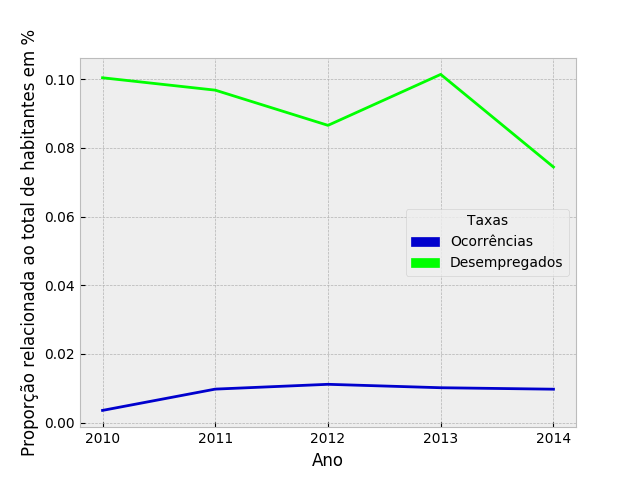 Proporção relacionada ao total de habitantes em %
0.10
0.08
0.06
0.04
0.02
0.00
Taxas
Ocorrências
Desempregados
2010 2011 2012 2013 2014
Ano